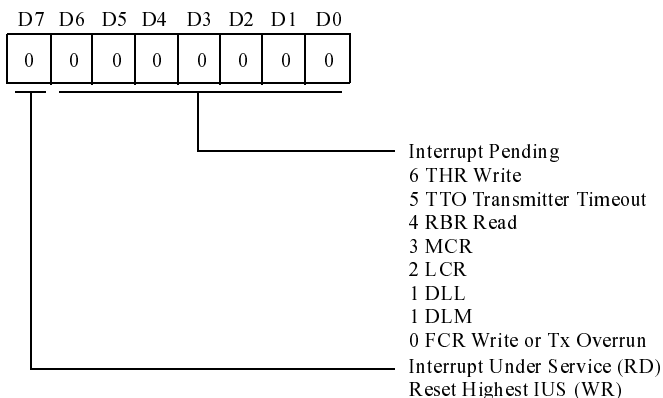 D7 D6 D5 D4 D3 D2 D1 D0
0 0 0 0 0 0 0 0
Interrupt Pending
6 THR Write
5 TTO Transmitter Timeout
4 RBR Read
3 MCR
2 LCR
1 DLL
1 DLM
0 FCR Write or Tx Overrun
Interrupt Under Service (RD)
Reset Highest IUS (WR)